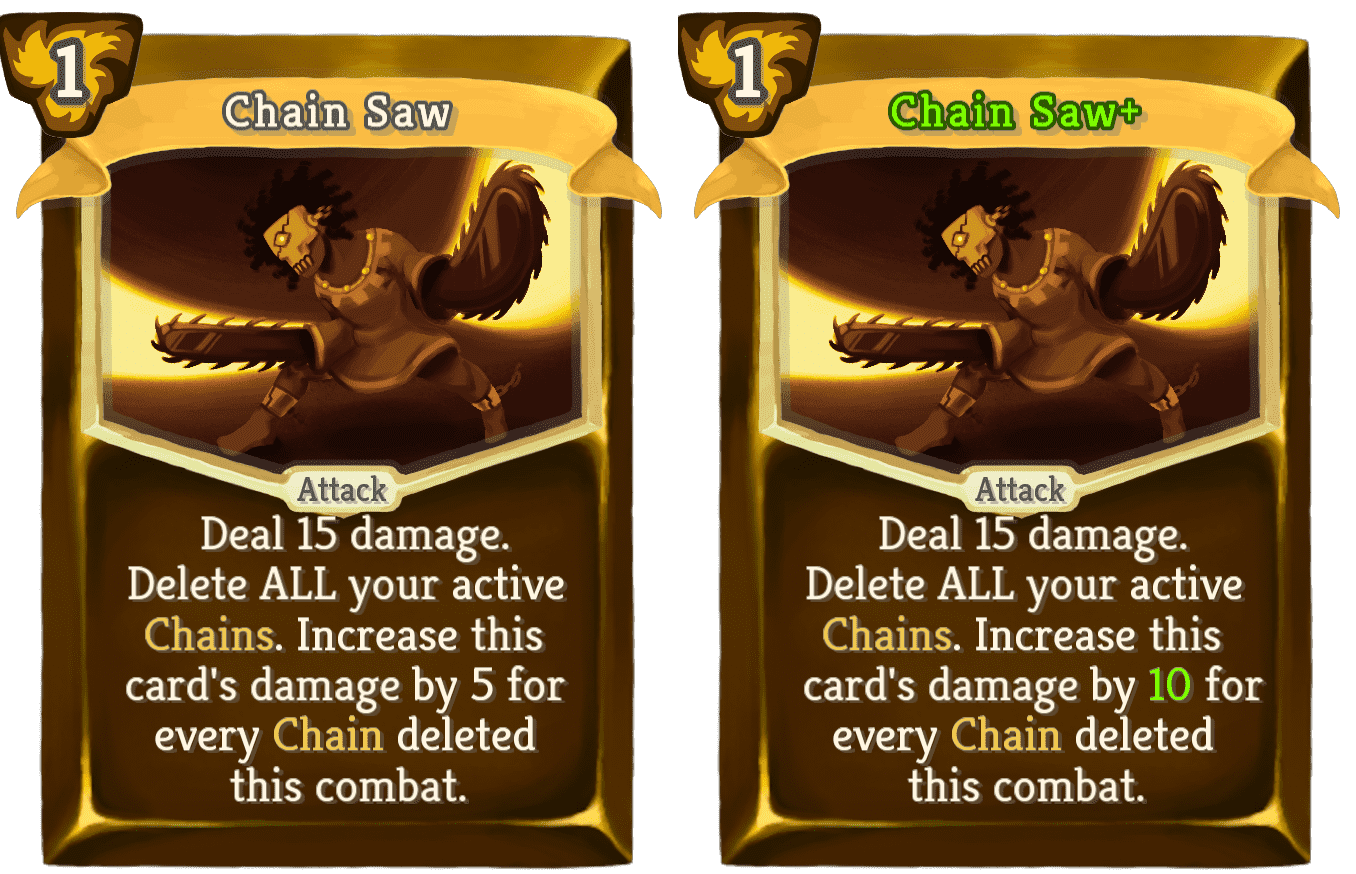 1
Chain Saw
Attack
Deal 15 damage.
Delete ALL your active
Chains. Increase this
card's damage by 5 for
every Chain deleted
this combat.
1
Chain Saw+
Attack
Deal 15 damage.
Delete ALL your active
Chains. Increase this
card's damage by 10 for
every Chain deleted
this combat.